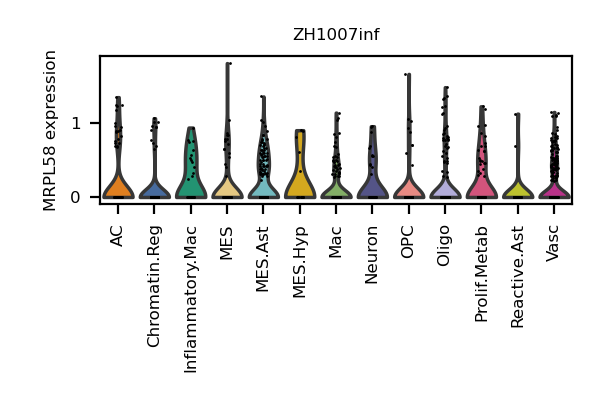 ZH1007inf
MRPL58 expression
1
0
AC
Chromatin.Reg
Inflammatory.Mac
MES
MES.Ast
MES.Hyp
Mac
Neuron
OPC
Oligo
Prolif.Metab
Reactive.Ast
Vasc